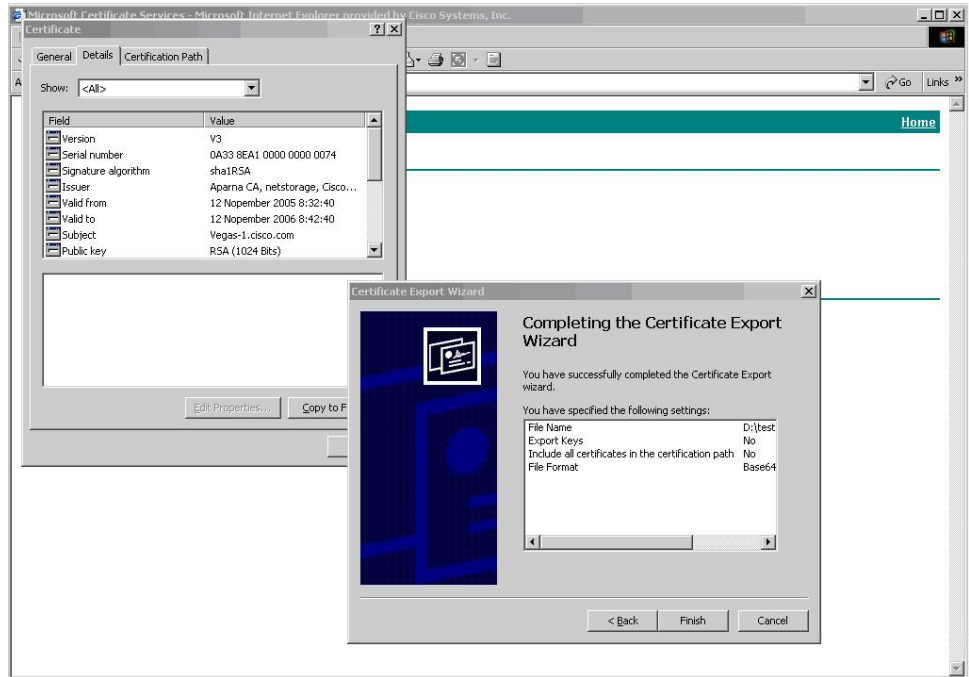 Microsoft Certificate Services - Microsoft Internet Explorer provided by Cisco Systems, Inc.
Certificate
General Details Certification Path
Show: <All>
Go Links »
Home
Field Value
Version V3
Serial number 0A33 8EA1 0000 0000 0074
Signature algorithm sha1RSA
Issuer Aparna CA, netstorage, Cisco...
Valid from 12 Nopember 2005 8:32:40
Valid to 12 Nopember 2006 8:42:40
Subject Vegas-1.cisco.com
Public key RSA (1024 Bits)
Edit Properties... Copy to F
Certificate Export Wizard
Completing the Certificate Export
Wizard
You have successfully completed the Certificate Export
wizard.
You have specified the following settings:
File Name D:\test
Export Keys No
Include all certificates in the certification path No
File Format Base64
< Back Finish Cancel